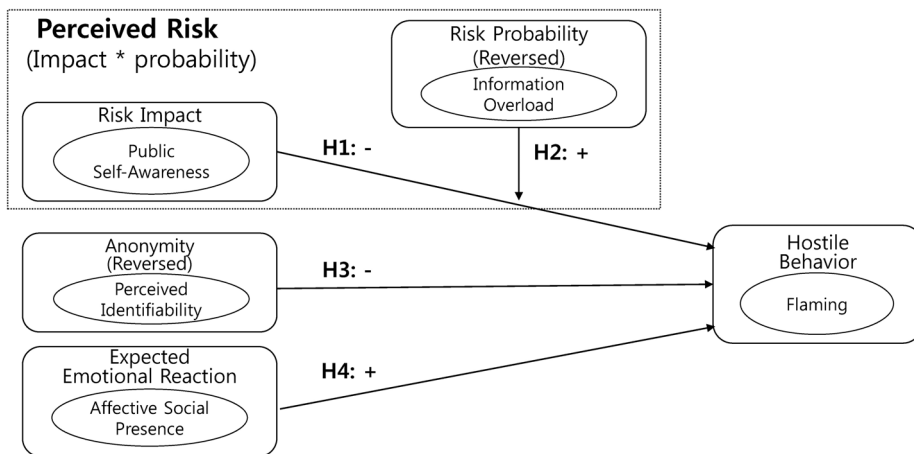 Perceived Risk
(Impact * probability)
Risk Probability
(Reversed)
Information
Overload
Risk Impact
Public
Self-Awareness
H1: -
H2: +
Anonymity
(Reversed)
Perceived
Identifiability
H3: -
Hostile
Behavior
Flaming
Expected
Emotional Reaction
Affective Social
Presence
H4: +